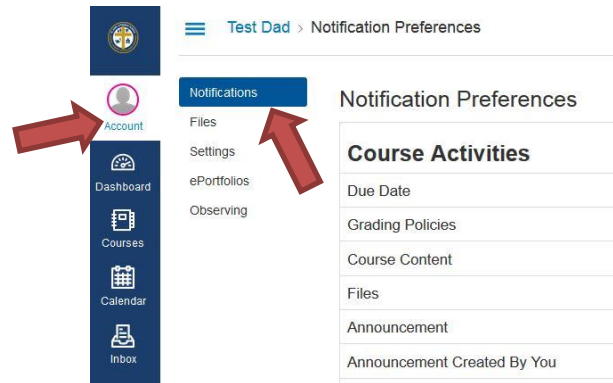 Test Dad > Notification Preferences
Account
Dashboard
Courses
Calendar
Inbox
Notifications
Files
Settings
ePortfolios
Observing
Notification Preferences
Course Activities
Due Date
Grading Policies
Course Content
Files
Announcement
Announcement Created By You